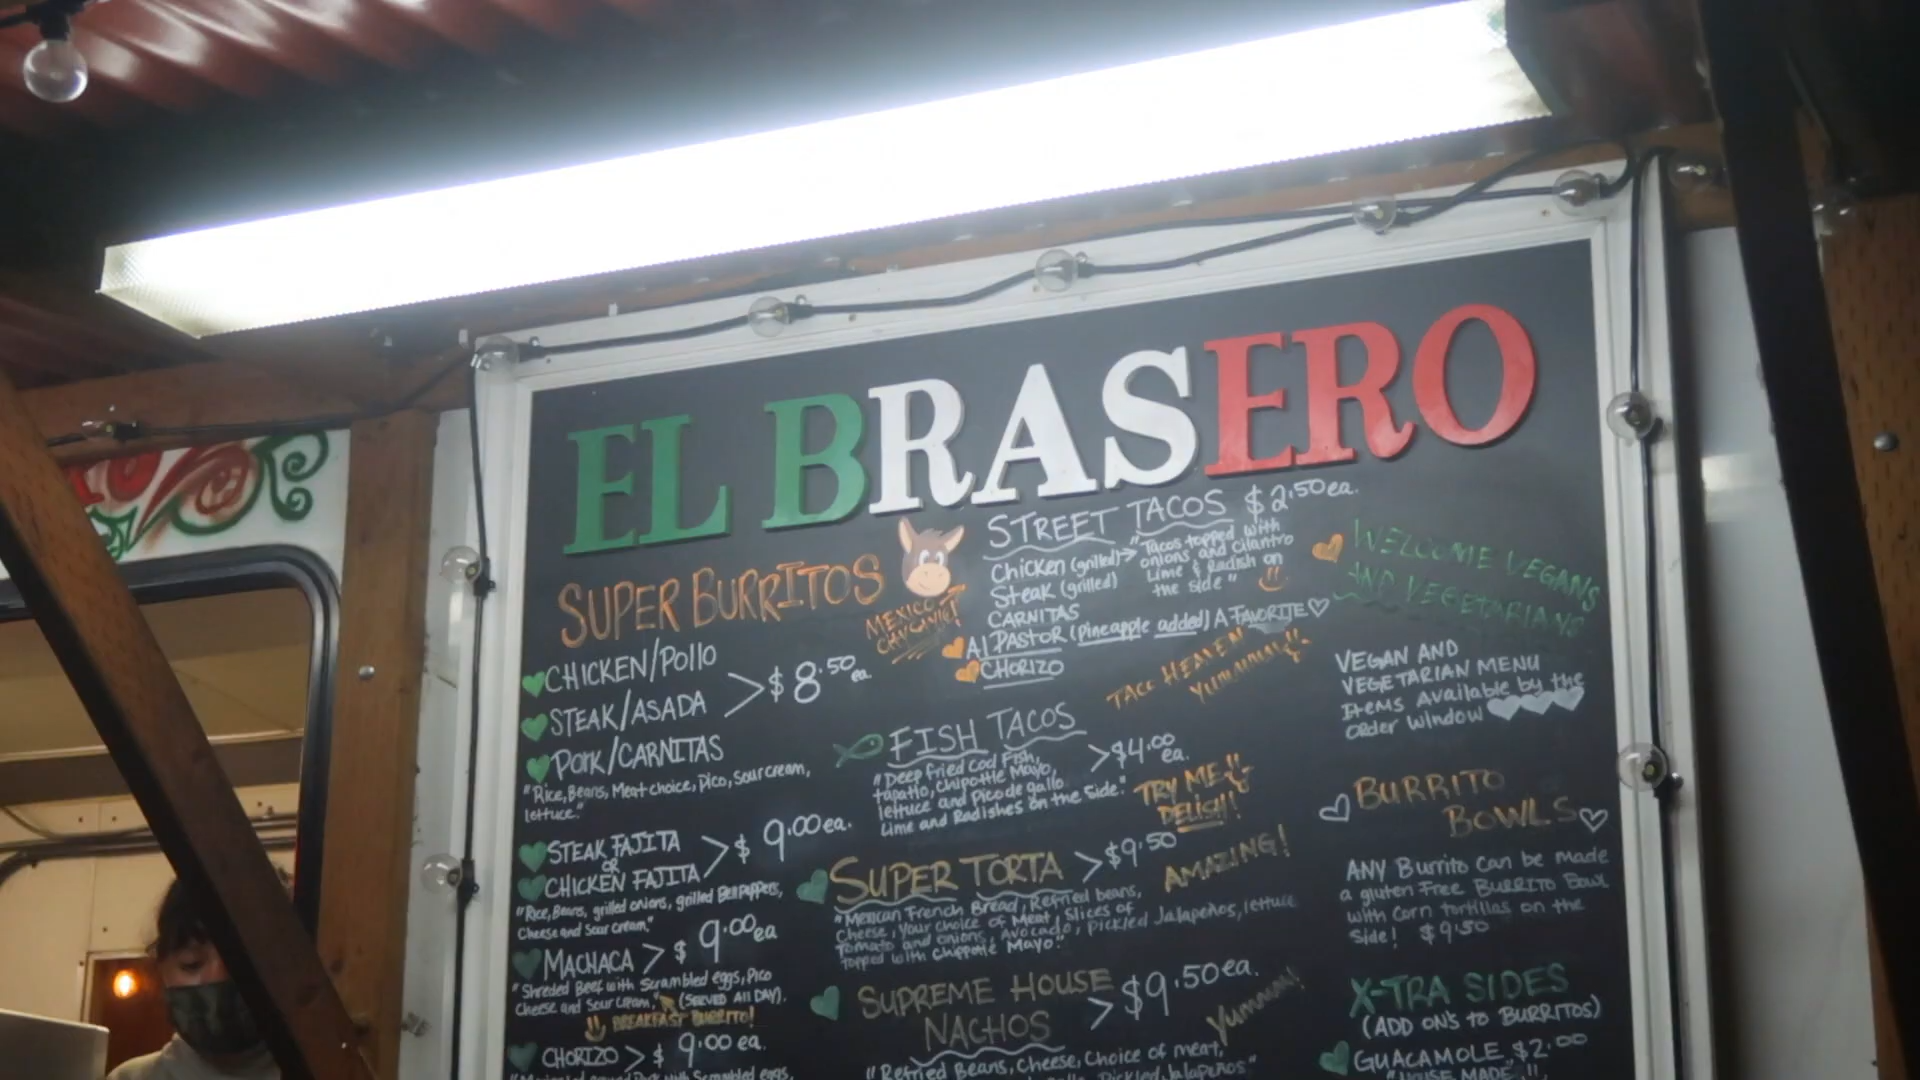 EL BRASERO
SUPER BURRITOS
MEXICO
CHICKEN/Pollo
STEAK/ASADA
> $8.50 ea.
Pork/CARNITAS
"Rice, Beans, Meat choice, Pico, Sour cream,
lettuce."
STEAK FAJITA
OR
CHICKEN FAJITA
> $9.00 ea.
"Rice, Beans, grilled onions, grilled Bell peppers,
Cheese and Sour cream."
MACHACA > $9.00 ea
"Shreded Beef with Scrambled eggs, Pico
Cheese and Sour Cream." (SERVED All DAY).
BREAKFAST BURRITO!
CHORIZO > $9.00 ea.
STREET TACOS $2.50 ea.
Chicken (grilled) → "Tacos topped with
onions and Cilantro
Lime & Radish on
the side"
Steak (grilled)
CARNITAS
Al PASTOR (pineapple added) A FAVORITE
CHORIZO
TACO HEAVEN
FISH TACOS
> $4.00 ea.
"Deep fried Cod Fish,
tapatio, Chipottle Mayo,
lettuce and Pico de gallo
Lime and Radishes on the Side."
TRY ME
DELISH!
SUPER TORTA > $9.50
AMAZING!
"Mexican French Bread, Refried beans,
Cheese, Your choice of Meat, Slices of
Tomato and onions, Avocado, Pickled Jalapeños, lettuce
topped with Chipottle Mayo."
SUPREME HOUSE
NACHOS
> $9.50 ea.
"Refried Beans, Cheese, Choice of meat,
Pickled Jalapeños."
WELCOME VEGANS
AND VEGETARIANS
VEGAN AND
VEGETARIAN MENU
Items Available by the
Order Window
BURRITO
BOWLS
ANY Burrito Can be made
a gluten Free BURRITO Bowl
with Corn tortillas on the
Side! $9.50
X-TRA SIDES
(ADD ON'S TO BURRITOS)
GUACAMOLE $2.00
"HOUSE MADE"!!